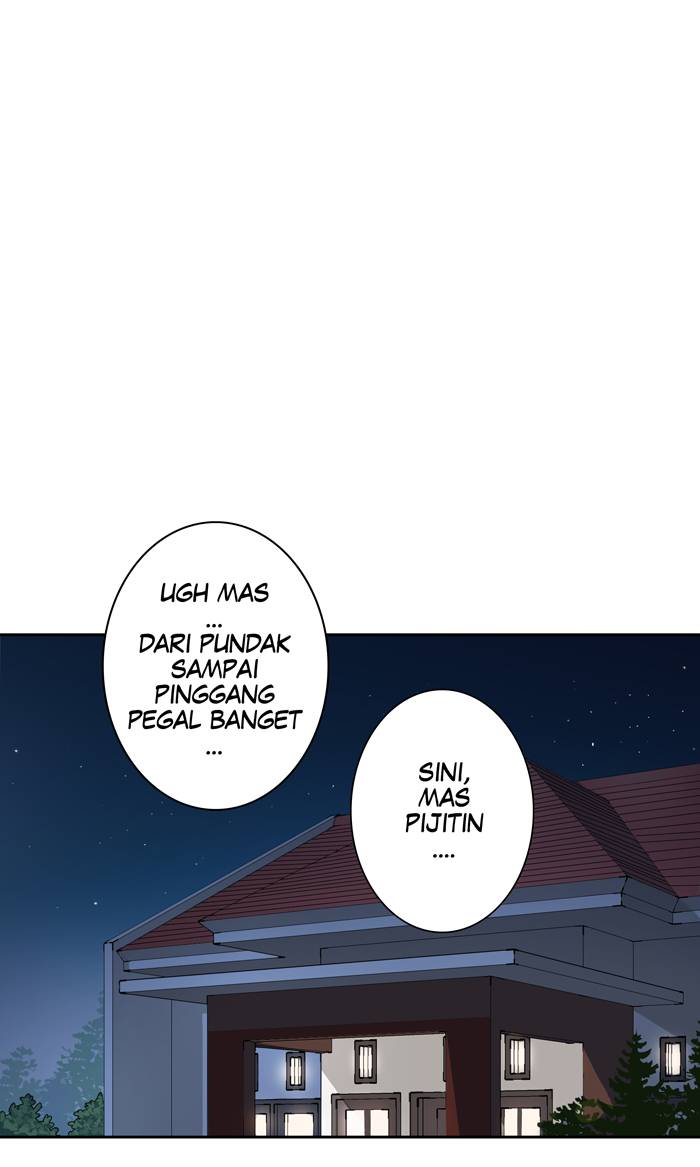 UGH MAS
...
DARI PUNDAK
SAMPAI
PINGGANG
PEGAL BANGET
...
SINI,
MAS
PIJITIN
....